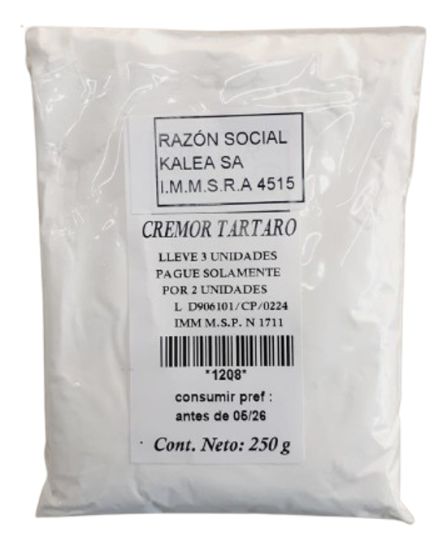 RAZÓN SOCIAL
KALEA SA
I.M.M.S.R.A 4515
CREMOR TARTARO
LLEVE 3 UNIDADES
PAGUE SOLAMENTE
POR 2 UNIDADES
L D906101/CP/0224
IMM M.S.P. N 1711
*1208*
consumir pref :
antes de 05/26
Cont. Neto: 250 g